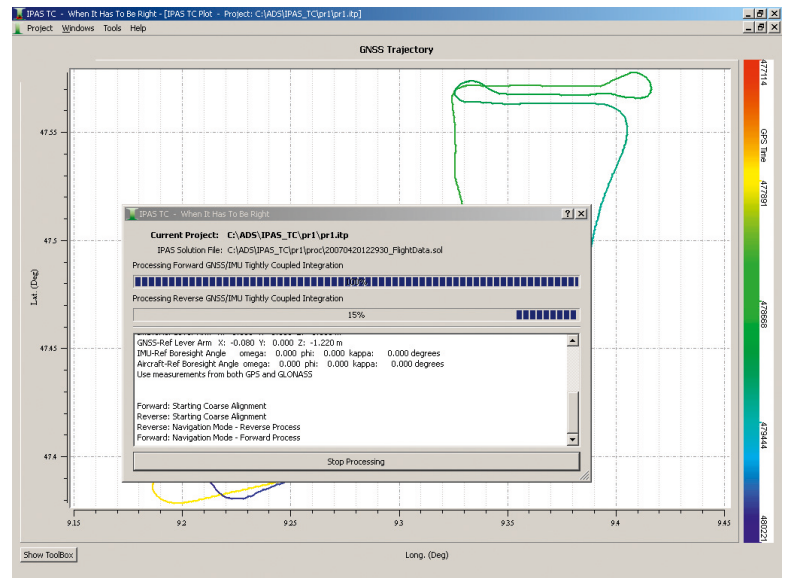 IPAS TC - When It Has To Be Right - [IPAS TC Plot - Project: C:\ADS\IPAS_TC\pr1\pr1.itp]
Project Windows Tools Help
GNSS Trajectory
47.55
47.5
47.45
47.4
Lat. (Deg)
9.15 9.2 9.25 9.3 9.35 9.4 9.45
Long. (Deg)
477114
GPS Time
477891
478668
479444
480221
IPAS TC - When It Has To Be Right
Current Project: C:\ADS\IPAS_TC\pr1\pr1.itp
IPAS Solution File: C:\ADS\IPAS_TC\pr1\proc\20070420122930_FlightData.sol
Processing Forward GNSS/IMU Tightly Coupled Integration
100%
Processing Reverse GNSS/IMU Tightly Coupled Integration
15%
GNSS-Ref Lever Arm X: -0.080 Y: 0.000 Z: -1.220 m
IMU-Ref Boresight Angle omega: 0.000 phi: 0.000 kappa: 0.000 degrees
Aircraft-Ref Boresight Angle omega: 0.000 phi: 0.000 kappa: 0.000 degrees
Use measurements from both GPS and GLONASS
Forward: Starting Coarse Alignment
Reverse: Starting Coarse Alignment
Reverse: Navigation Mode - Reverse Process
Forward: Navigation Mode - Forward Process
Stop Processing
Show ToolBox